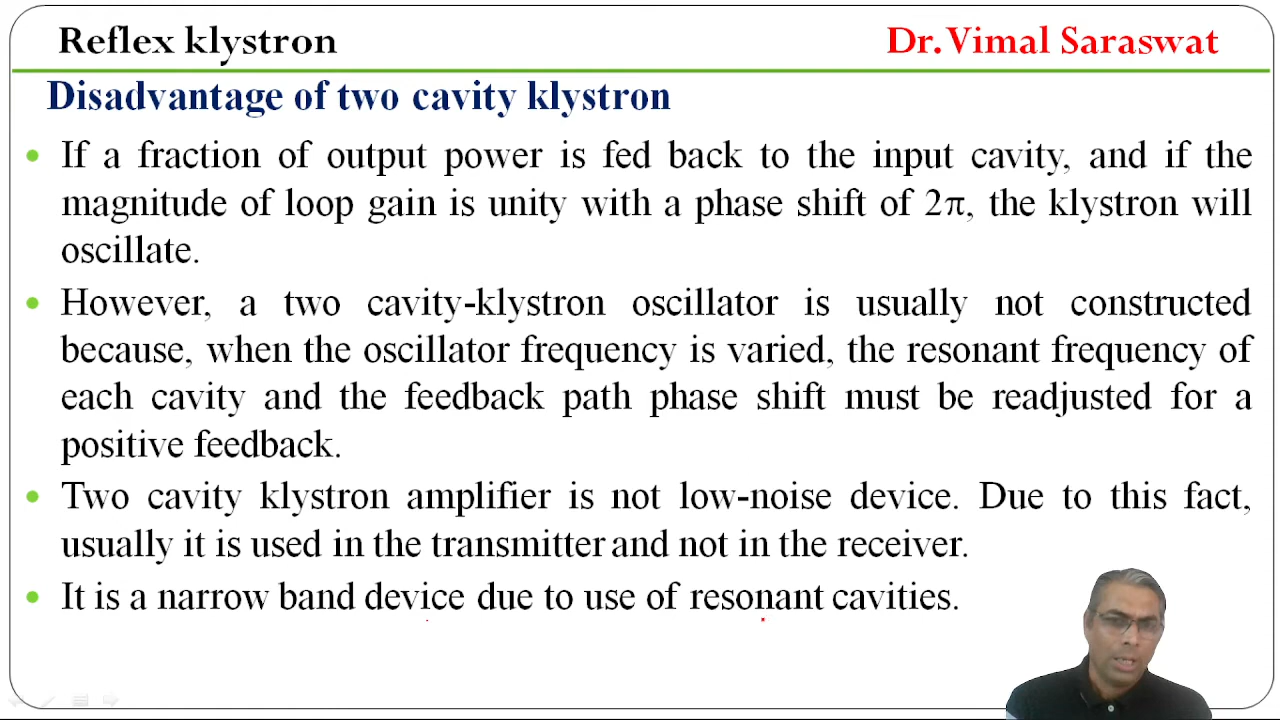 Reflex klystron
Dr. Vimal Saraswat
Disadvantage of two cavity klystron
• If a fraction of output power is fed back to the input cavity, and if the
magnitude of loop gain is unity with a phase shift of 2π, the klystron will
oscillate.
• However, a two cavity-klystron oscillator is usually not constructed
because, when the oscillator frequency is varied, the resonant frequency of
each cavity and the feedback path phase shift must be readjusted for a
positive feedback.
• Two cavity klystron amplifier is not low-noise device. Due to this fact,
usually it is used in the transmitter and not in the receiver.
• It is a narrow band device due to use of resonant cavities.